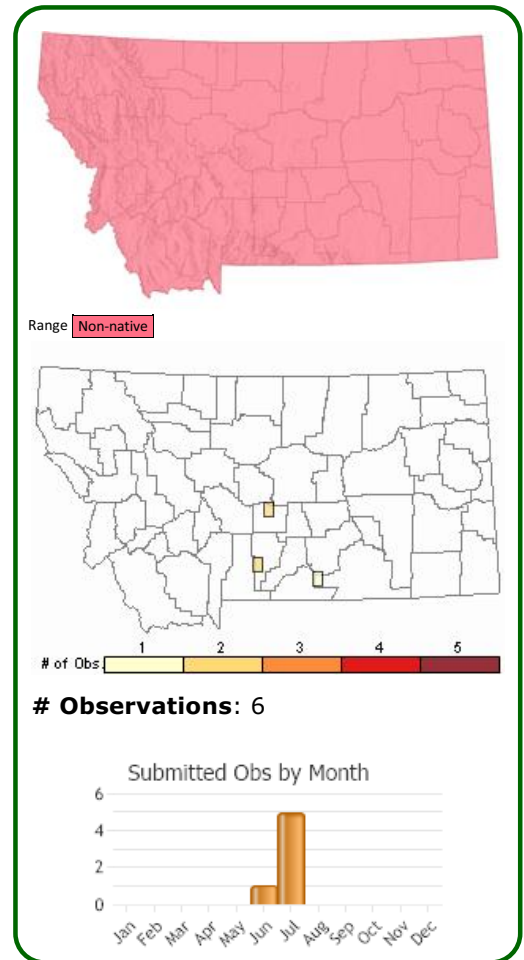 Range Non-native
1 2 3 4 5
# of Obs.
# Observations: 6
Submitted Obs by Month
6
4
2
0
Jan Feb Mar Apr May Jun Jul Aug Sep Oct Nov Dec